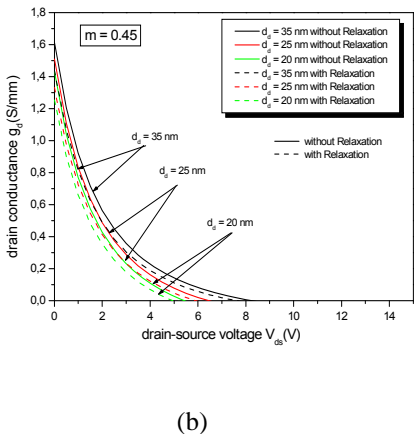 1,8
1,6
1,4
1,2
1,0
0,8
0,6
0,4
0,2
0,0
drain conductance g_d(S/mm)
m = 0.45
d_d = 35 nm without Relaxation
d_d = 25 nm without Relaxation
d_d = 20 nm without Relaxation
d_d = 35 nm with Relaxation
d_d = 25 nm with Relaxation
d_d = 20 nm with Relaxation
without Relaxation
with Relaxation
d_d = 35 nm
d_d = 25 nm
d_d = 20 nm
0 2 4 6 8 10 12 14
drain-source voltage V_ds(V)
(b)